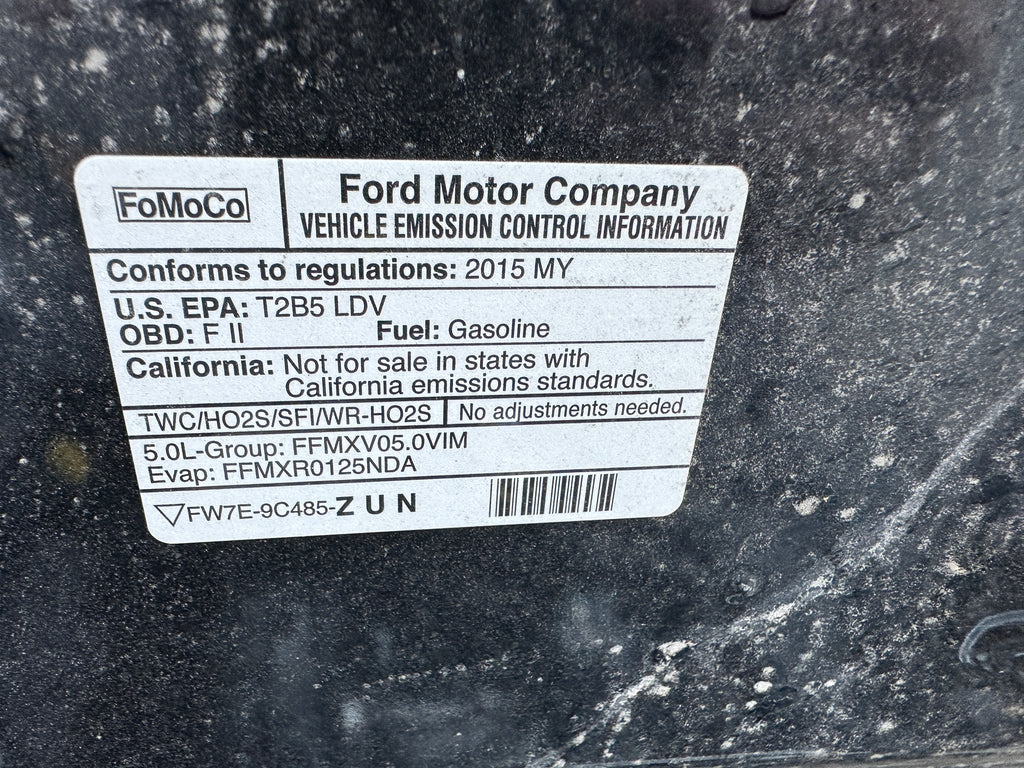 FoMoCo
Ford Motor Company
VEHICLE EMISSION CONTROL INFORMATION
Conforms to regulations: 2015 MY
U.S. EPA: T2B5 LDV
OBD: F II Fuel: Gasoline
California: Not for sale in states with
California emissions standards.
TWC/HO2S/SFI/WR-HO2S No adjustments needed.
5.0L-Group: FFMXV05.0VIM
Evap: FFMXR0125NDA
FW7E-9C485-Z U N